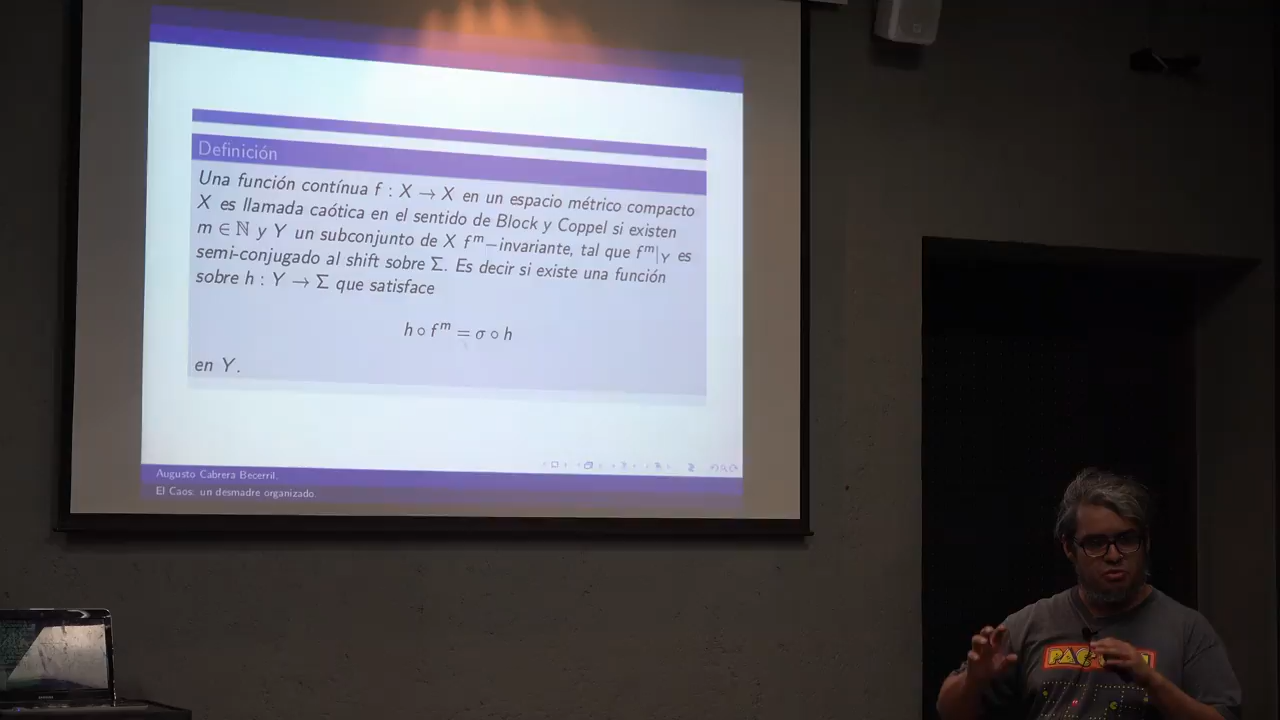 Definición
Una función contínua f : X → X en un espacio métrico compacto
X es llamada caótica en el sentido de Block y Coppel si existen
m ∈ ℕ y Y un subconjunto de X f^m−invariante, tal que f^m|_Y es
semi-conjugado al shift sobre Σ. Es decir si existe una función
sobre h : Y → Σ que satisface
h ∘ f^m = σ ∘ h
en Y.
Augusto Cabrera Becerril.
El Caos: un desmadre organizado.
PAC-MAN